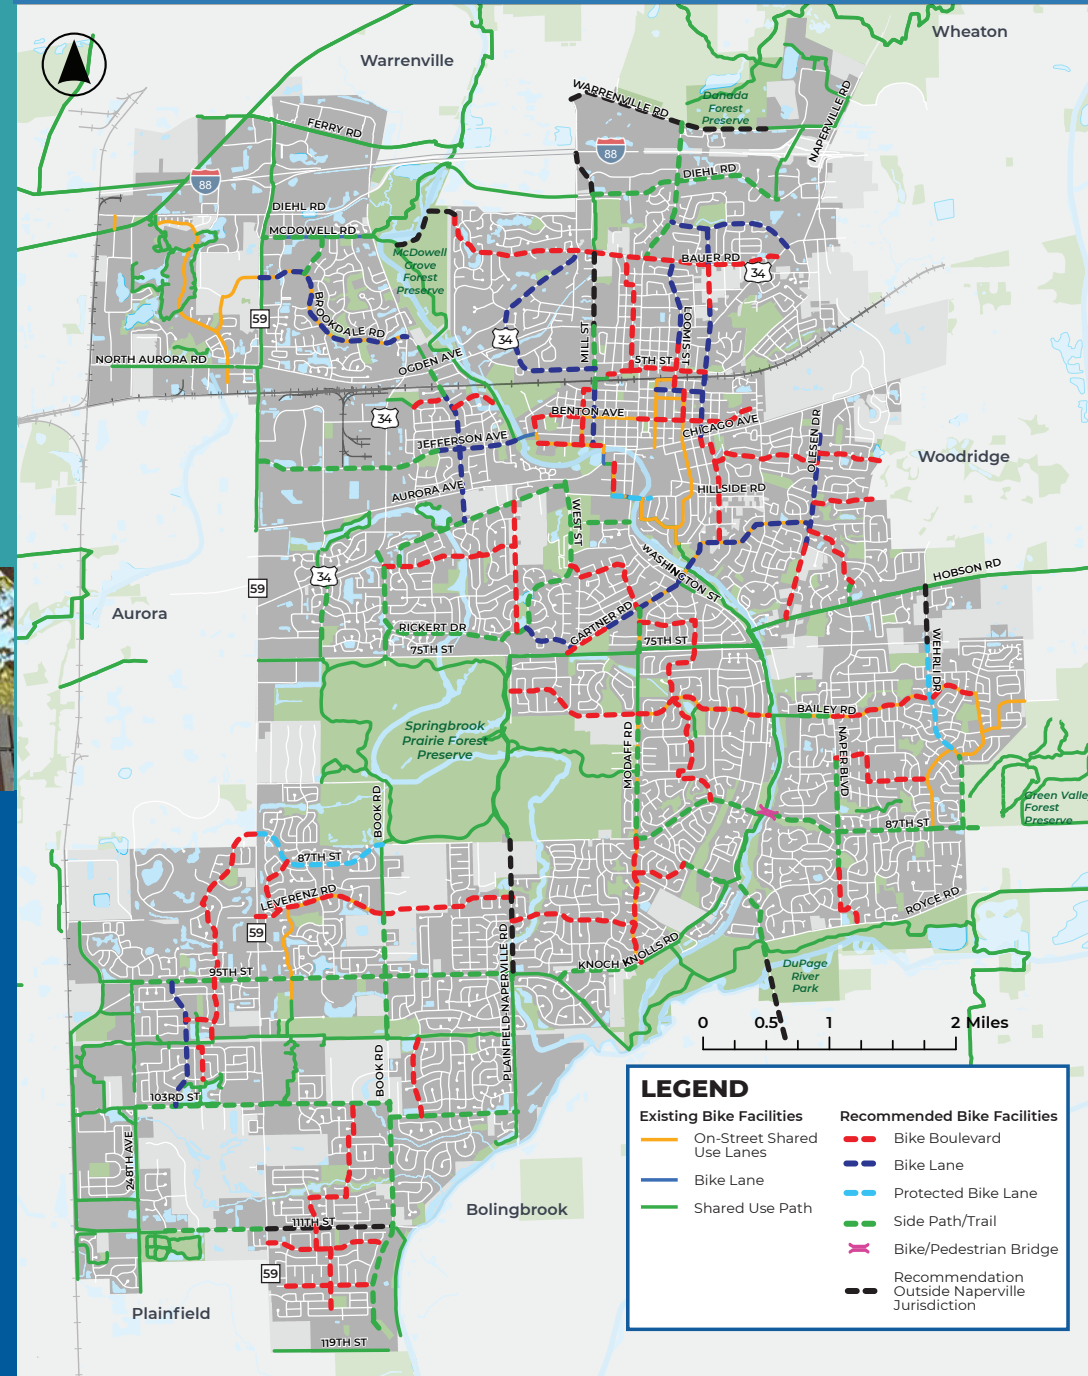 Wheaton
Warrenville
WARRENVILLE RD
Danada
Forest
Preserve
NAPERVILLE RD
FERRY RD
88
88
DIEHL RD
DIEHL RD
MCDOWELL RD
McDowell
Grove
Forest
Preserve
BAUER RD
34
BROOKDALE RD
59
34
MILL ST
LOOMIS ST
OGDEN AVE
NORTH AURORA RD
5TH ST
34
BENTON AVE
CHICAGO AVE
JEFFERSON AVE
OLESEN DR
Woodridge
AURORA AVE
HILLSIDE RD
WEST ST
WASHINGTON ST
34
59
HOBSON RD
Aurora
GARTNER RD
RICKERT DR
75TH ST
75TH ST
WEHRLI DR
BAILEY RD
Springbrook
Prairie Forest
Preserve
MODAFF RD
NAPER BLVD
BOOK RD
Green Valle
Forest
Preserve
87TH ST
87TH ST
LEVERENZ RD
ROYCE RD
59
PLAINFIELD-NAPERVILLE RD
KNOCH KNOLLS RD
95TH ST
DuPage
River
Park
0 0.5 1 2 Miles
BOOK RD
103RD ST
248TH AVE
Bolingbrook
111TH ST
59
Plainfield
119TH ST
LEGEND
Existing Bike Facilities
On-Street Shared
Use Lanes
Bike Lane
Shared Use Path
Recommended Bike Facilities
Bike Boulevard
Bike Lane
Protected Bike Lane
Side Path/Trail
Bike/Pedestrian Bridge
Recommendation
Outside Naperville
Jurisdiction